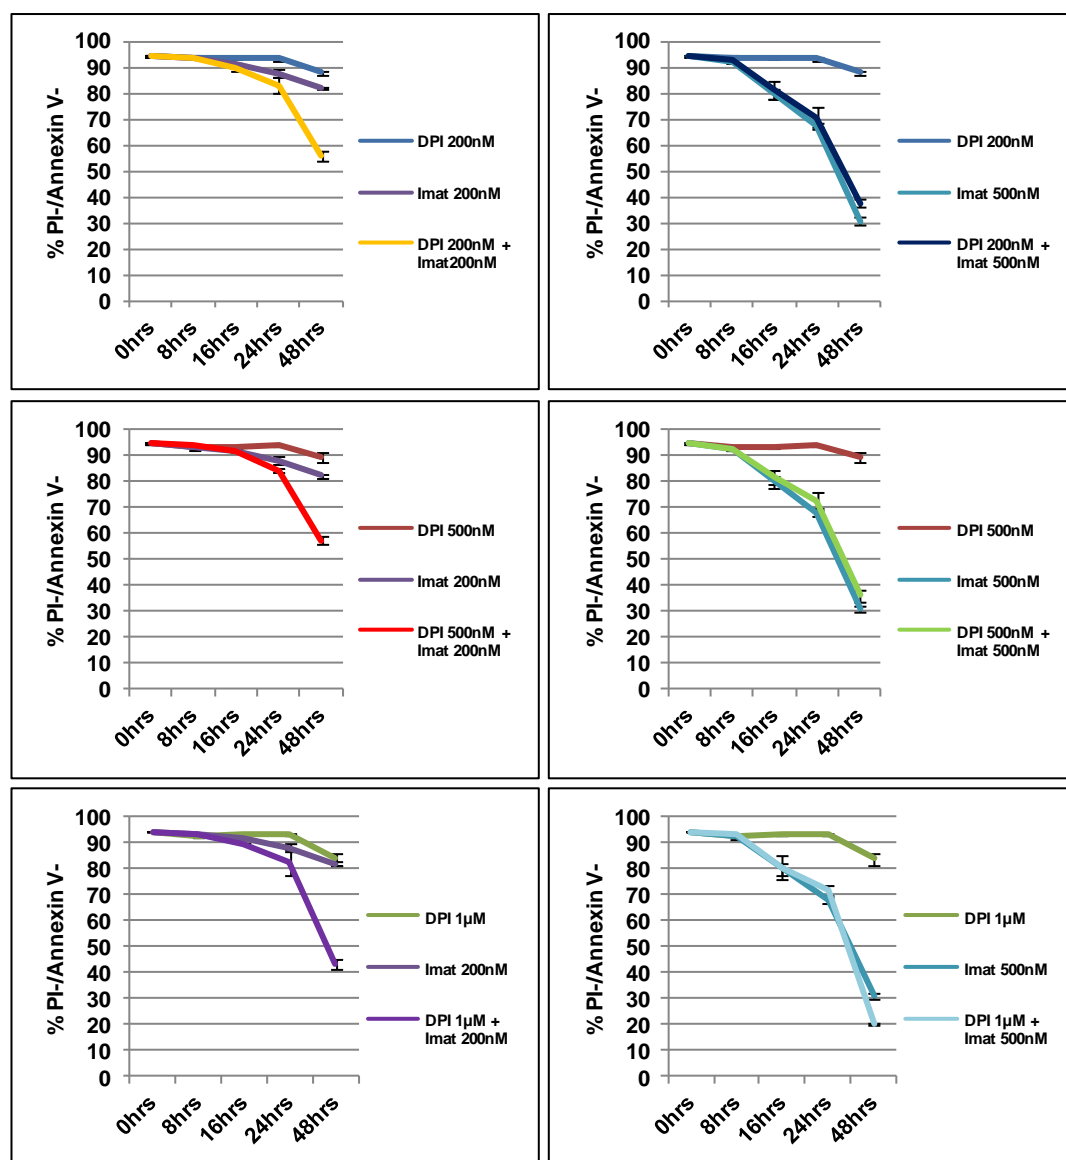 % PI-/Annexin V-
100
90
80
70
60
50
40
30
20
10
0
0hrs
8hrs
16hrs
24hrs
48hrs
DPI 200nM
Imat 200nM
DPI 200nM +
Imat200nM
% PI-/Annexin V-
100
90
80
70
60
50
40
30
20
10
0
0hrs
8hrs
16hrs
24hrs
48hrs
DPI 200nM
Imat 500nM
DPI 200nM +
Imat 500nM
% PI-/Annexin V-
100
90
80
70
60
50
40
30
20
10
0
0hrs
8hrs
16hrs
24hrs
48hrs
DPI 500nM
Imat 200nM
DPI 500nM +
Imat 200nM
% PI-/Annexin V-
100
90
80
70
60
50
40
30
20
10
0
0hrs
8hrs
16hrs
24hrs
48hrs
DPI 500nM
Imat 500nM
DPI 500nM +
Imat 500nM
% PI-/Annexin V-
100
90
80
70
60
50
40
30
20
10
0
0hrs
8hrs
16hrs
24hrs
48hrs
DPI 1µM
Imat 200nM
DPI 1µM +
Imat 200nM
% PI-/Annexin V-
100
90
80
70
60
50
40
30
20
10
0
0hrs
8hrs
16hrs
24hrs
48hrs
DPI 1µM
Imat 500nM
DPI 1µM +
Imat 500nM